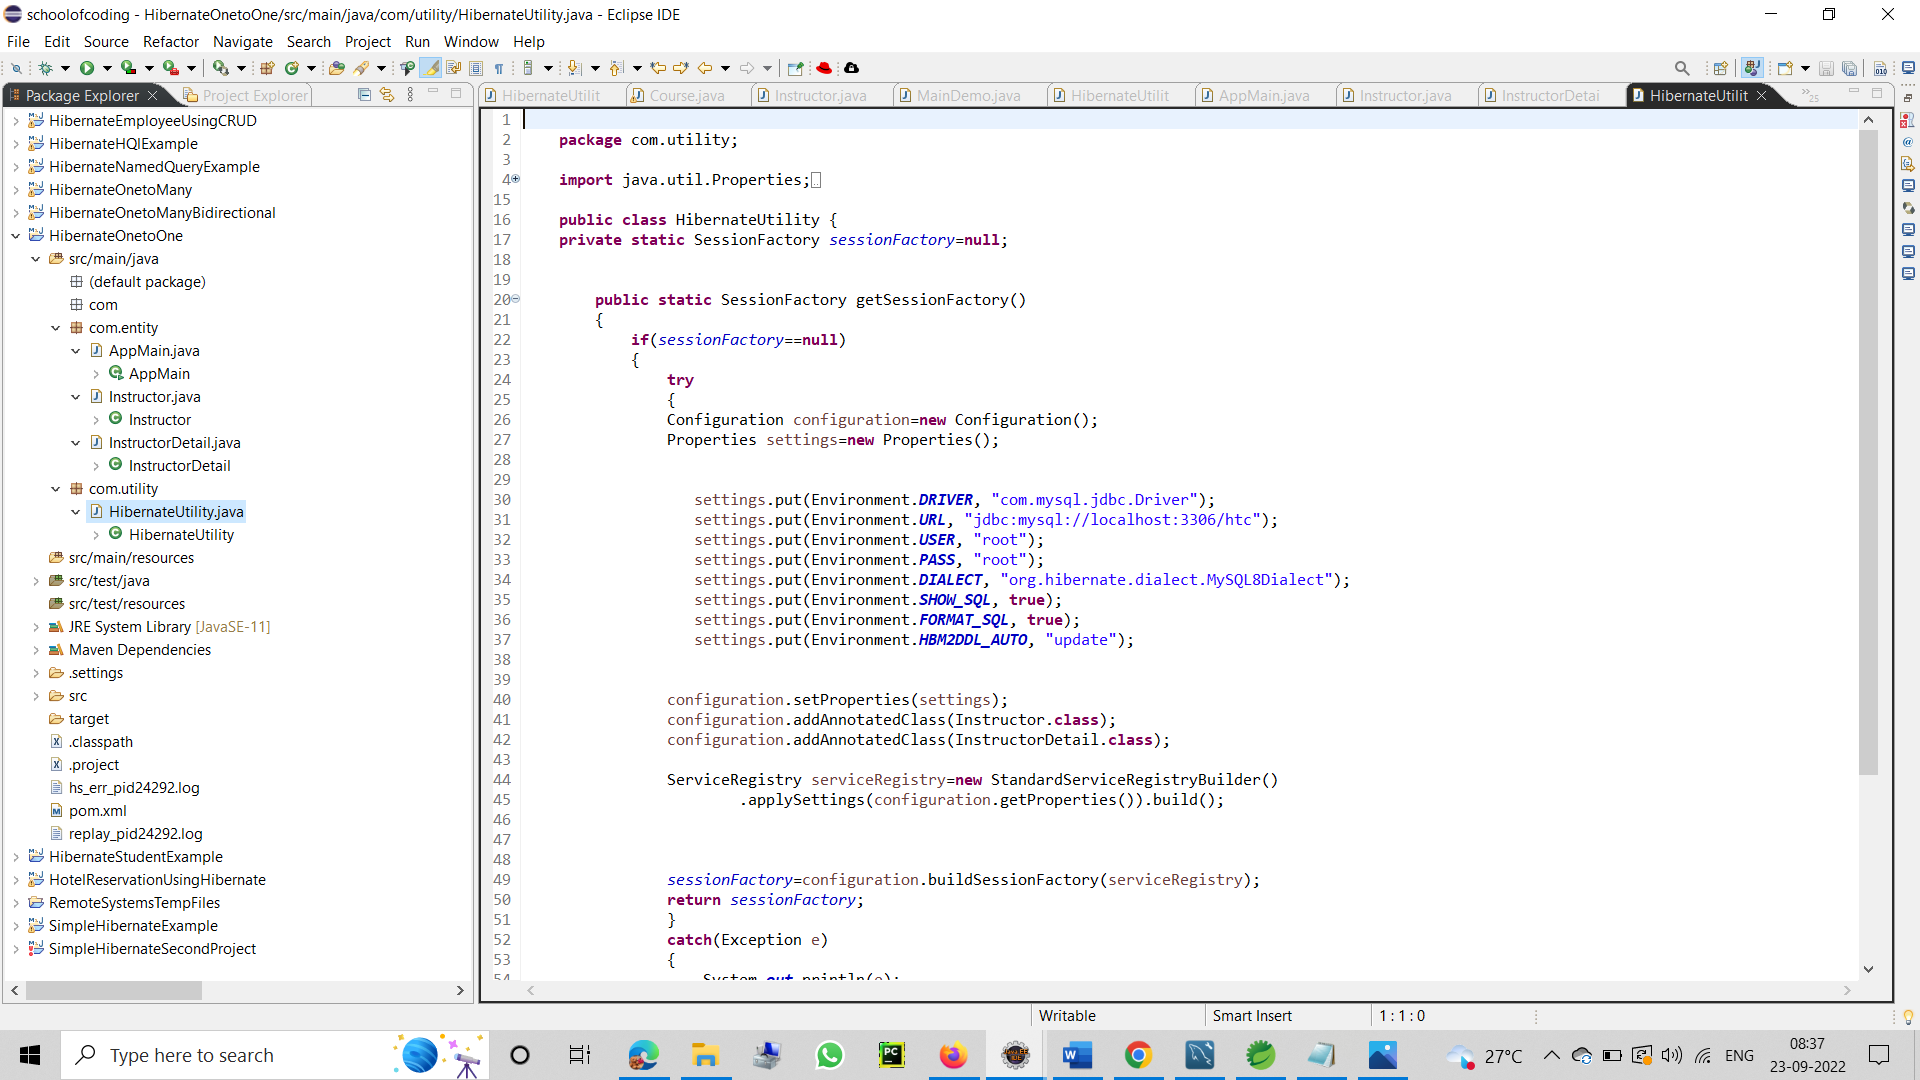 schoolofcoding - HibernateOnetoOne/src/main/java/com/utility/HibernateUtility.java - Eclipse IDE
File Edit Source Refactor Navigate Search Project Run Window Help
Package Explorer
Project Explorer
HibernateUtilit
Course.java
Instructor.java
MainDemo.java
HibernateUtilit
AppMain.java
Instructor.java
InstructorDetai
HibernateUtilit
25
HibernateEmployeeUsingCRUD
HibernateHQlExample
HibernateNamedQueryExample
HibernateOnetoMany
HibernateOnetoManyBidirectional
HibernateOnetoOne
src/main/java
(default package)
com
com.entity
AppMain.java
AppMain
Instructor.java
Instructor
InstructorDetail.java
InstructorDetail
com.utility
HibernateUtility.java
HibernateUtility
src/main/resources
src/test/java
src/test/resources
JRE System Library [JavaSE-11]
Maven Dependencies
.settings
src
target
.classpath
.project
hs_err_pid24292.log
pom.xml
replay_pid24292.log
HibernateStudentExample
HotelReservationUsingHibernate
RemoteSystemsTempFiles
SimpleHibernateExample
SimpleHibernateSecondProject
1
2 package com.utility;
3
4 import java.util.Properties;
15
16 public class HibernateUtility {
17 private static SessionFactory sessionFactory=null;
18
19
20 public static SessionFactory getSessionFactory()
21 {
22 if(sessionFactory==null)
23 {
24 try
25 {
26 Configuration configuration=new Configuration();
27 Properties settings=new Properties();
28
29
30 settings.put(Environment.DRIVER, "com.mysql.jdbc.Driver");
31 settings.put(Environment.URL, "jdbc:mysql://localhost:3306/htc");
32 settings.put(Environment.USER, "root");
33 settings.put(Environment.PASS, "root");
34 settings.put(Environment.DIALECT, "org.hibernate.dialect.MySQL8Dialect");
35 settings.put(Environment.SHOW_SQL, true);
36 settings.put(Environment.FORMAT_SQL, true);
37 settings.put(Environment.HBM2DDL_AUTO, "update");
38
39
40 configuration.setProperties(settings);
41 configuration.addAnnotatedClass(Instructor.class);
42 configuration.addAnnotatedClass(InstructorDetail.class);
43
44 ServiceRegistry serviceRegistry=new StandardServiceRegistryBuilder()
45 .applySettings(configuration.getProperties()).build();
46
47
48
49 sessionFactory=configuration.buildSessionFactory(serviceRegistry);
50 return sessionFactory;
51 }
52 catch(Exception e)
53 {
54 System.out.println(e);
Writable
Smart Insert
1 : 1 : 0
Type here to search
27°C
ENG
08:37
23-09-2022